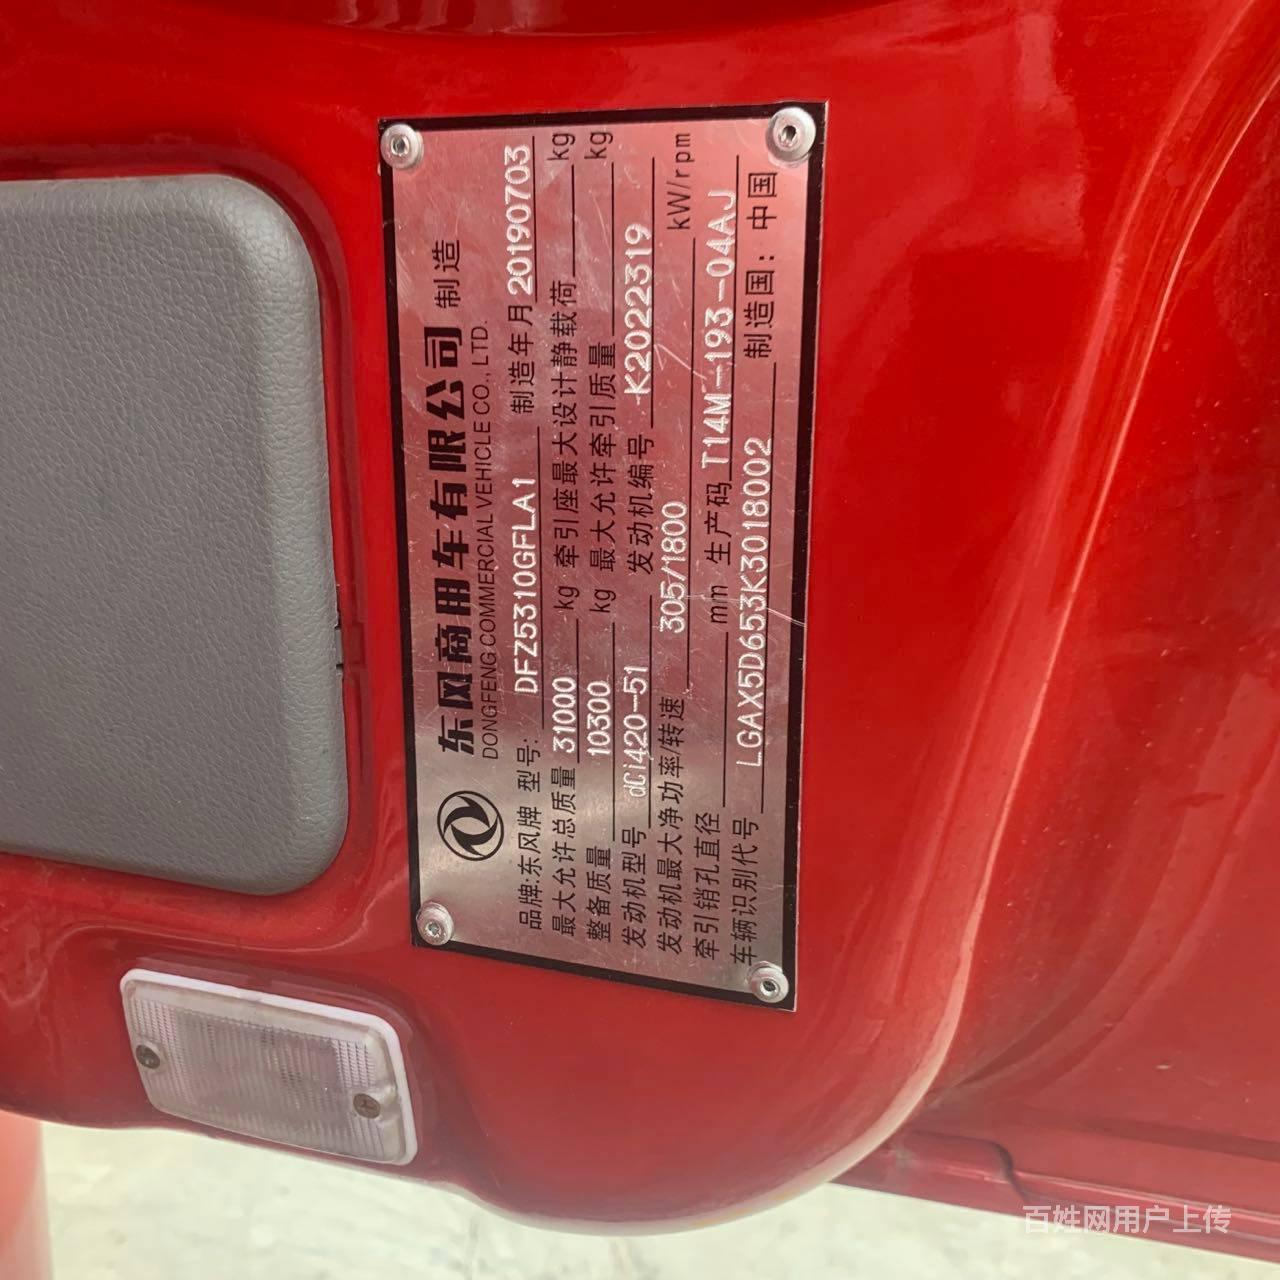 东风商用车有限公司 制造
DONGFENG COMMERCIAL VEHICLE CO., LTD.
品牌:东风牌 型号: DFZ5310GFLA1 制造年月 20190703
最大允许总质量 31000 kg 牵引座最大设计静载荷 kg
整备质量 10300 kg 最大允许牵引质量 kg
发动机型号 dCi420-51 发动机编号 K2022319
发动机最大净功率/转速 305/1800 kW/rpm
牵引销孔直径 mm 生产码 T14M-193-04AJ
车辆识别代号 LGAX5D653K3018002 制造国: 中国
百姓网用户上传